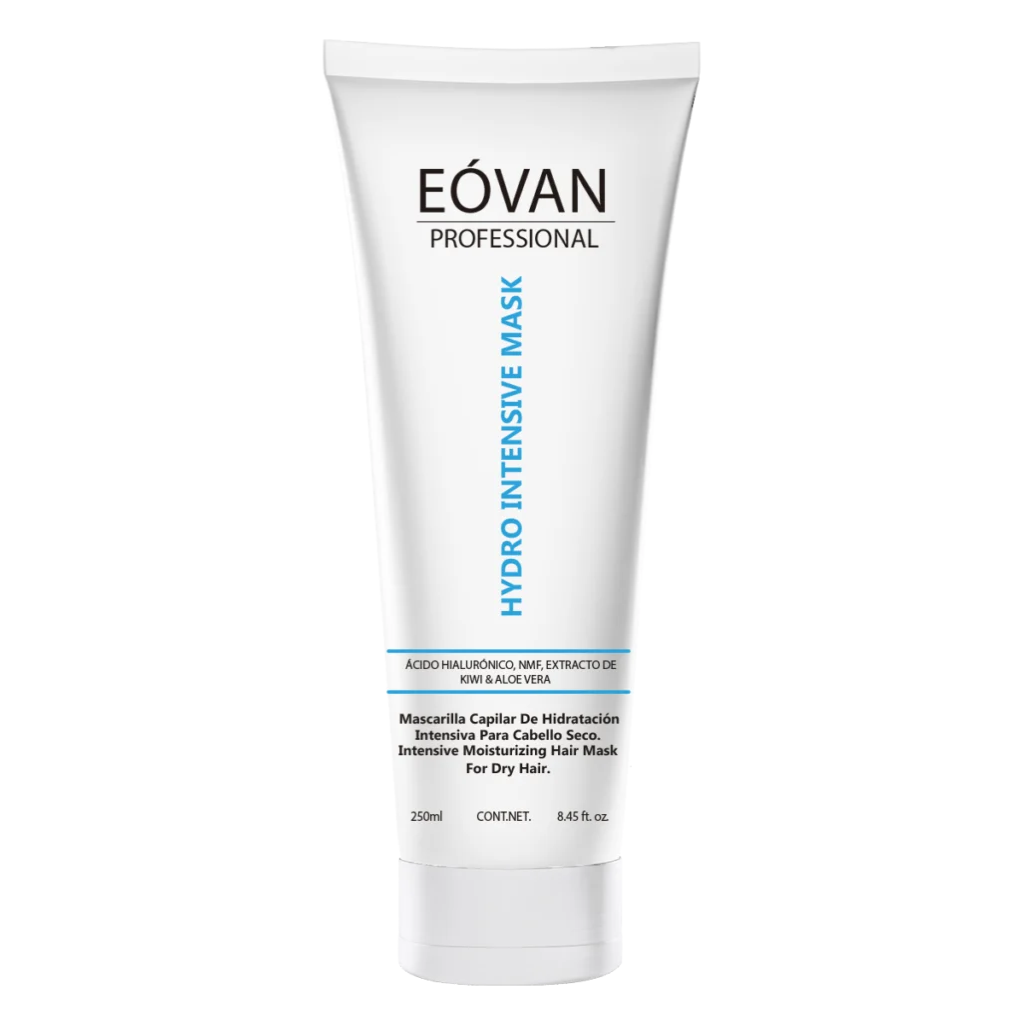 EÓVAN
PROFESSIONAL
HYDRO INTENSIVE MASK
ÁCIDO HIALURÓNICO, NMF, EXTRACTO DE
KIWI & ALOE VERA
Mascarilla Capilar De Hidratación
Intensiva Para Cabello Seco.
Intensive Moisturizing Hair Mask
For Dry Hair.
250ml CONT.NET. 8.45 ft. oz.